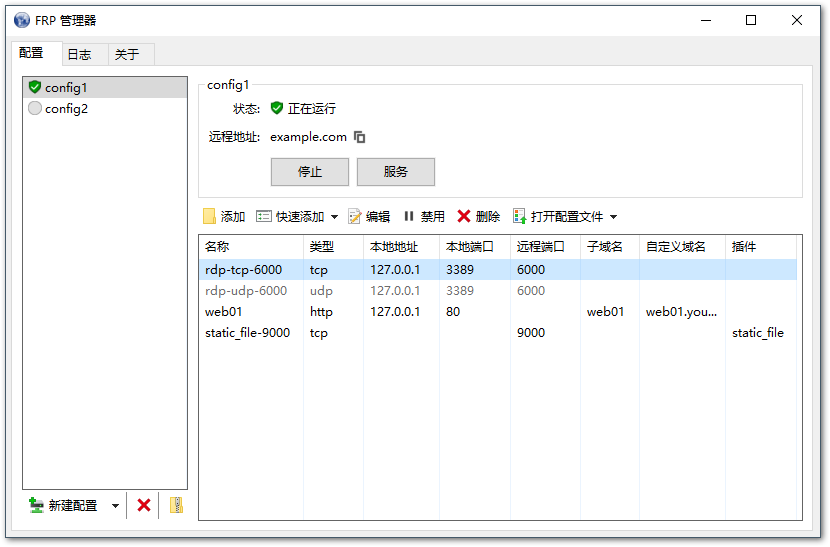 FRP 管理器
配置 日志 关于
config1
config2
config1
状态: 正在运行
远程地址: example.com
停止 服务
添加 快速添加 编辑 禁用 删除 打开配置文件
名称 类型 本地地址 本地端口 远程端口 子域名 自定义域名 插件
rdp-tcp-6000 tcp 127.0.0.1 3389 6000
rdp-udp-6000 udp 127.0.0.1 3389 6000
web01 http 127.0.0.1 80 web01 web01.you...
static_file-9000 tcp 9000 static_file
新建配置